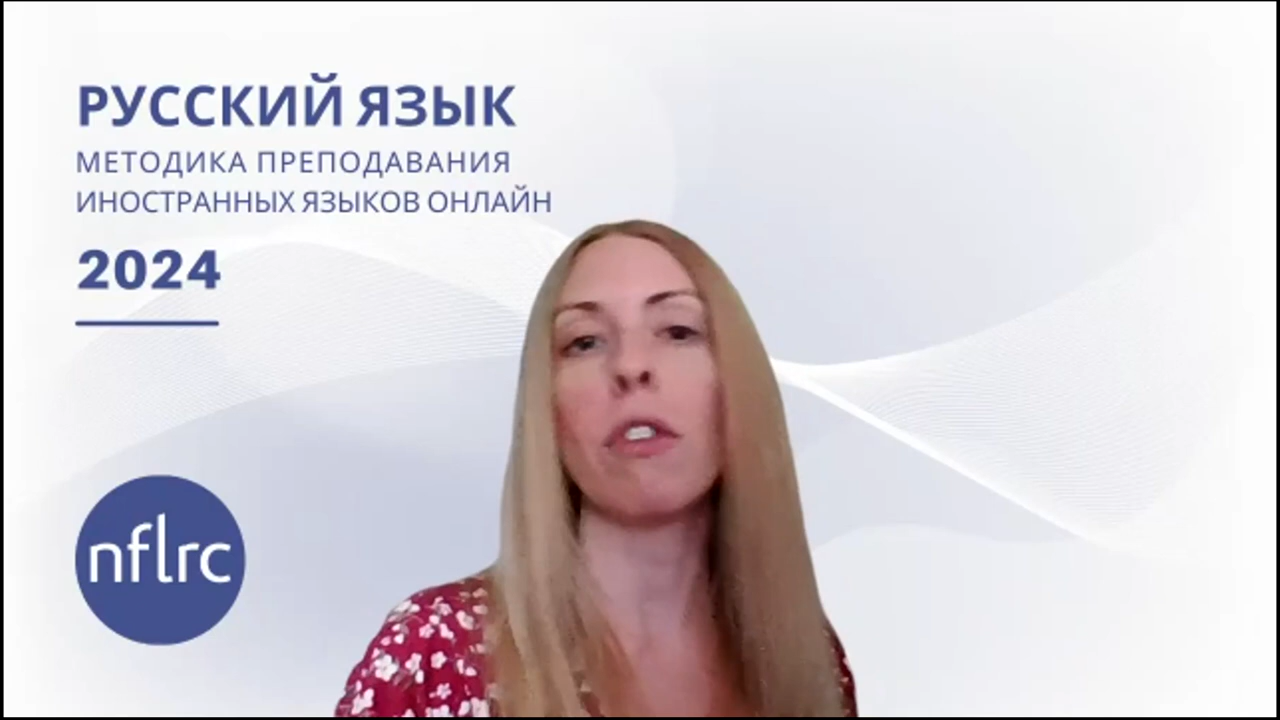 РУССКИЙ ЯЗЫК
МЕТОДИКА ПРЕПОДАВАНИЯ
ИНОСТРАННЫХ ЯЗЫКОВ ОНЛАЙН
2024
nflrc